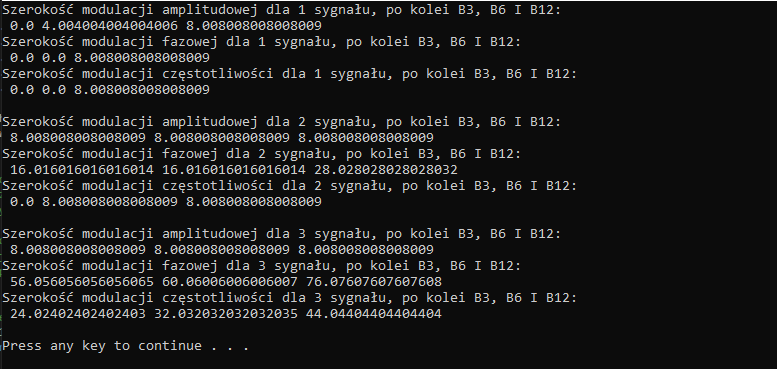 Szerokość modulacji amplitudowej dla 1 sygnału, po kolei B3, B6 I B12:
0.0 4.004004004004006 8.008008008008009
Szerokość modulacji fazowej dla 1 sygnału, po kolei B3, B6 I B12:
0.0 0.0 8.008008008008009
Szerokość modulacji częstotliwości dla 1 sygnału, po kolei B3, B6 I B12:
0.0 0.0 8.008008008008009
Szerokość modulacji amplitudowej dla 2 sygnału, po kolei B3, B6 I B12:
8.008008008008009 8.008008008008009 8.008008008008009
Szerokość modulacji fazowej dla 2 sygnału, po kolei B3, B6 I B12:
16.016016016016014 16.016016016016014 28.028028028028032
Szerokość modulacji częstotliwości dla 2 sygnału, po kolei B3, B6 I B12:
0.0 8.008008008008009 8.008008008008009
Szerokość modulacji amplitudowej dla 3 sygnału, po kolei B3, B6 I B12:
8.008008008008009 8.008008008008009 8.008008008008009
Szerokość modulacji fazowej dla 3 sygnału, po kolei B3, B6 I B12:
56.056056056056065 60.06006006006007 76.07607607607608
Szerokość modulacji częstotliwości dla 3 sygnału, po kolei B3, B6 I B12:
24.02402402402403 32.032032032032035 44.04404404404404
Press any key to continue . . .